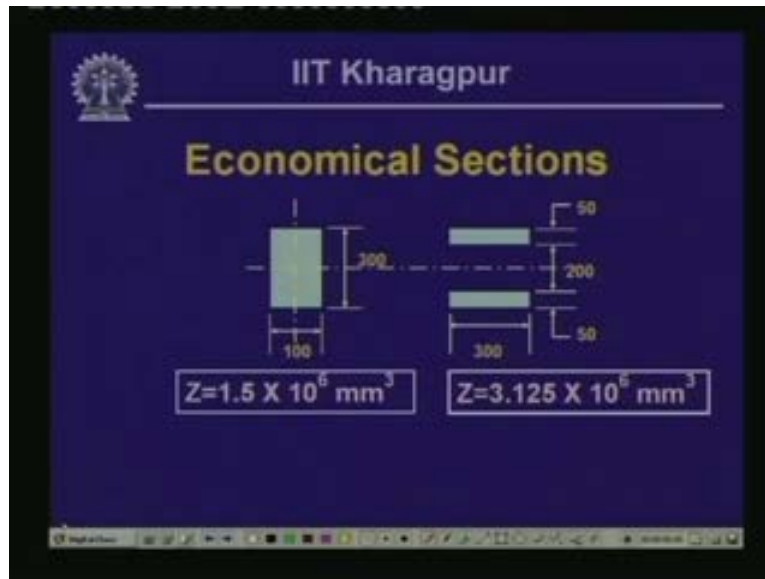 IIT Kharagpur
Economical Sections
50
300
200
100
300
50
Z=1.5 X 10⁶ mm³
Z=3.125 X 10⁶ mm³